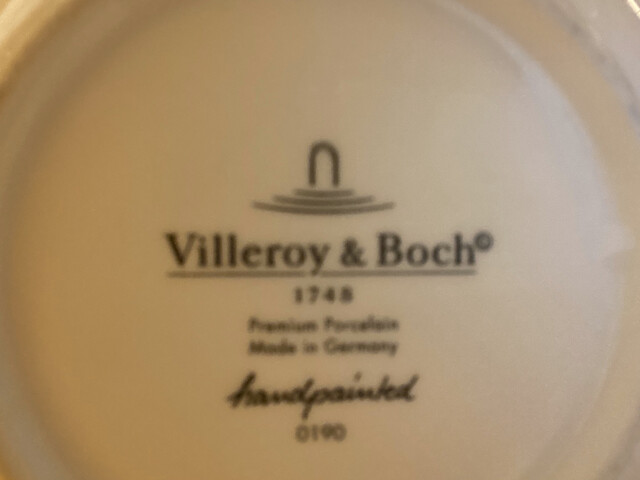 Villeroy & Boch®
1748
Premium Porcelain
Made in Germany
handpainted
0190